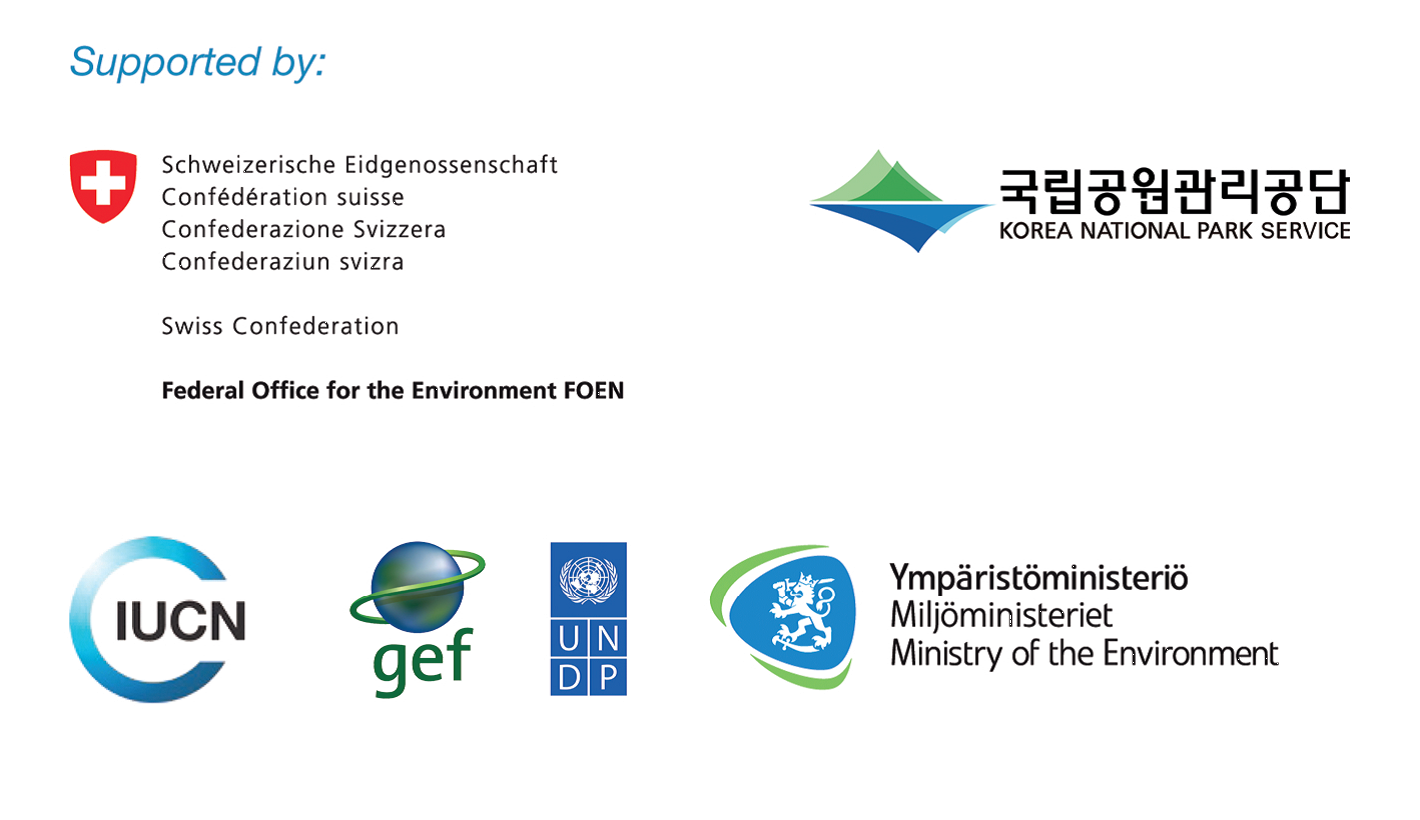 Supported by:
Schweizerische Eidgenossenschaft
Confédération suisse
Confederazione Svizzera
Confederaziun svizra
Swiss Confederation
Federal Office for the Environment FOEN
국립공원관리공단
KOREA NATIONAL PARK SERVICE
IUCN
gef
UN
DP
Ympäristöministeriö
Miljöministeriet
Ministry of the Environment